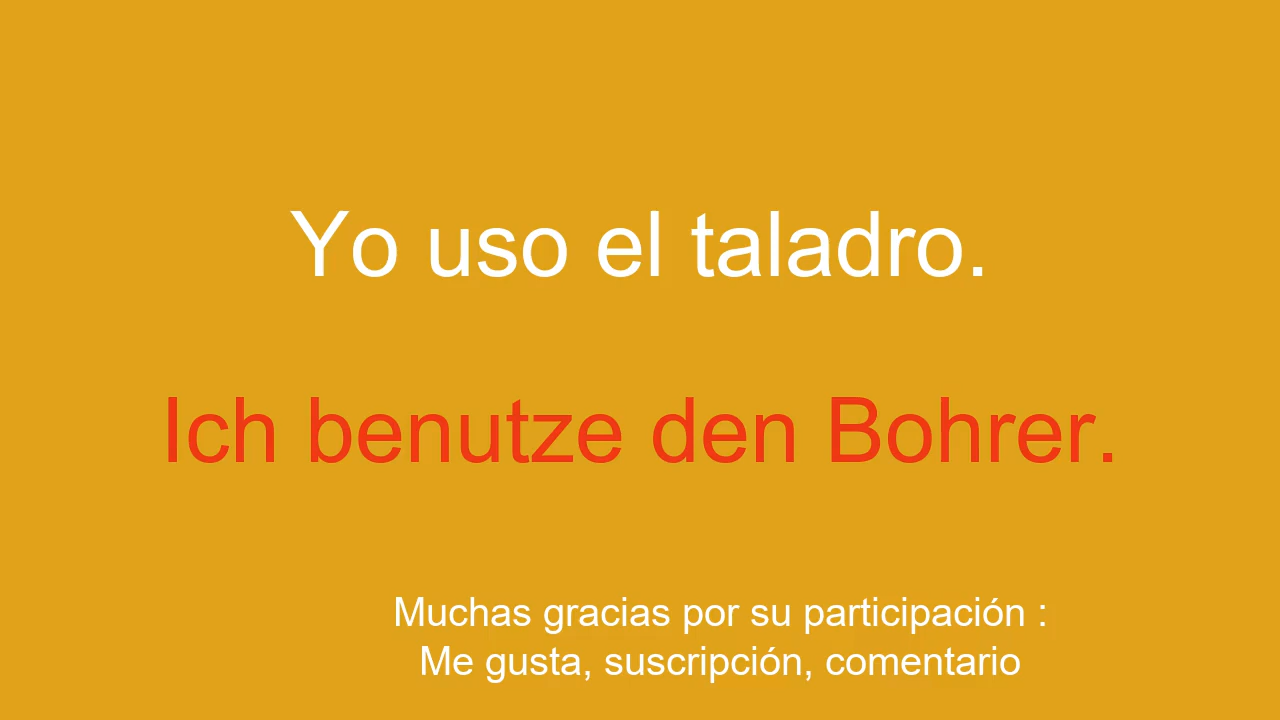 Yo uso el taladro.
Ich benutze den Bohrer.
Muchas gracias por su participación :
Me gusta, suscripción, comentario